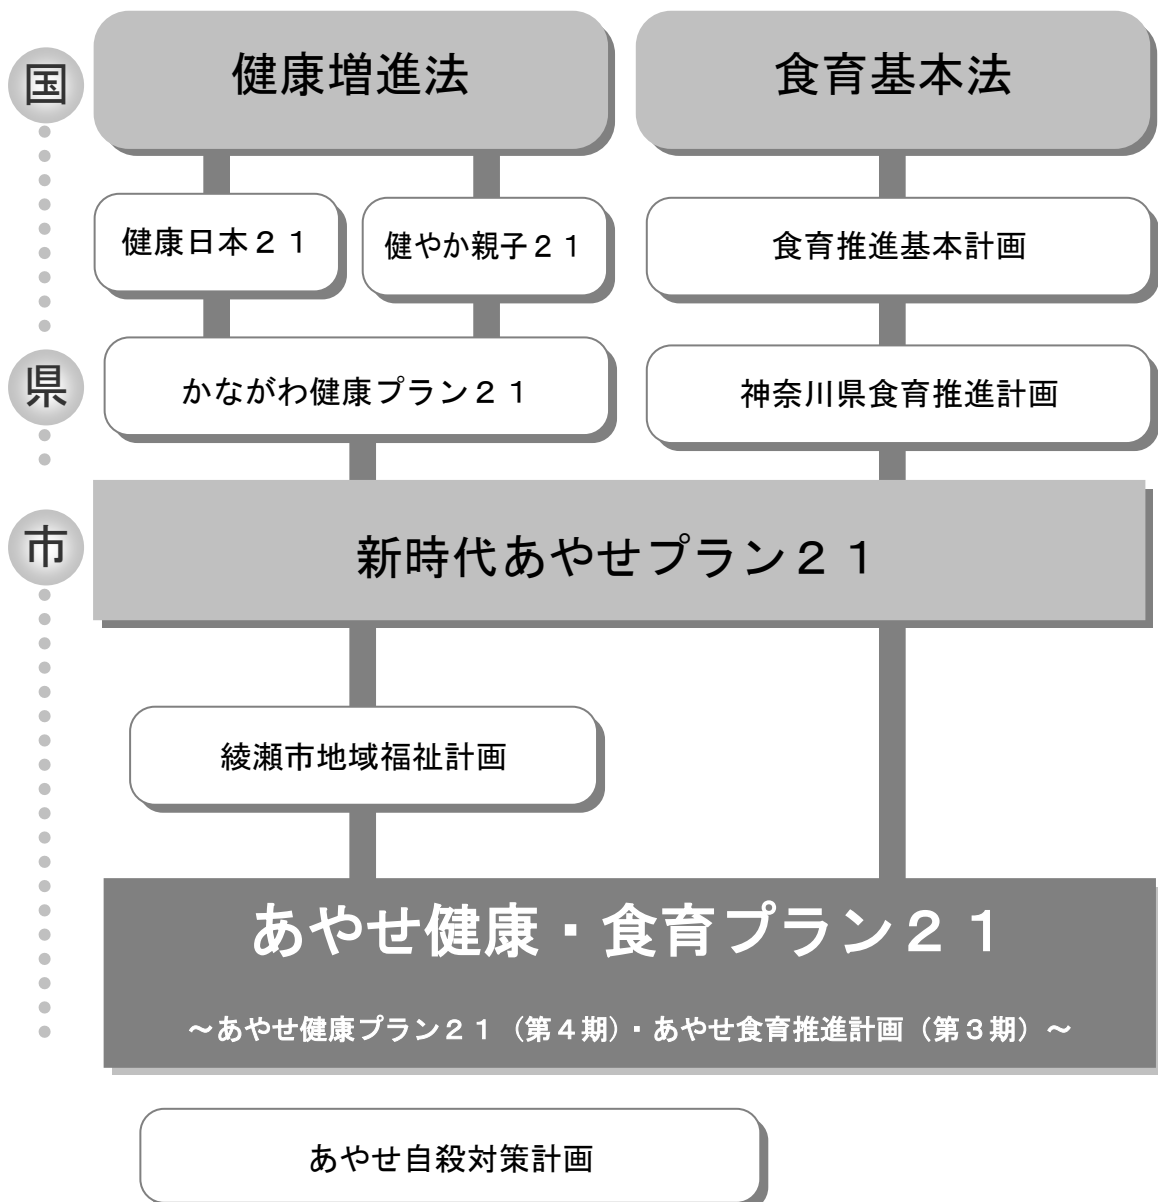 国
健康増進法
食育基本法
健康日本２１
健やか親子２１
食育推進基本計画
県
かながわ健康プラン２１
神奈川県食育推進計画
市
新時代あやせプラン２１
綾瀬市地域福祉計画
あやせ健康・食育プラン２１
～あやせ健康プラン２１（第４期）・あやせ食育推進計画（第３期）～
あやせ自殺対策計画